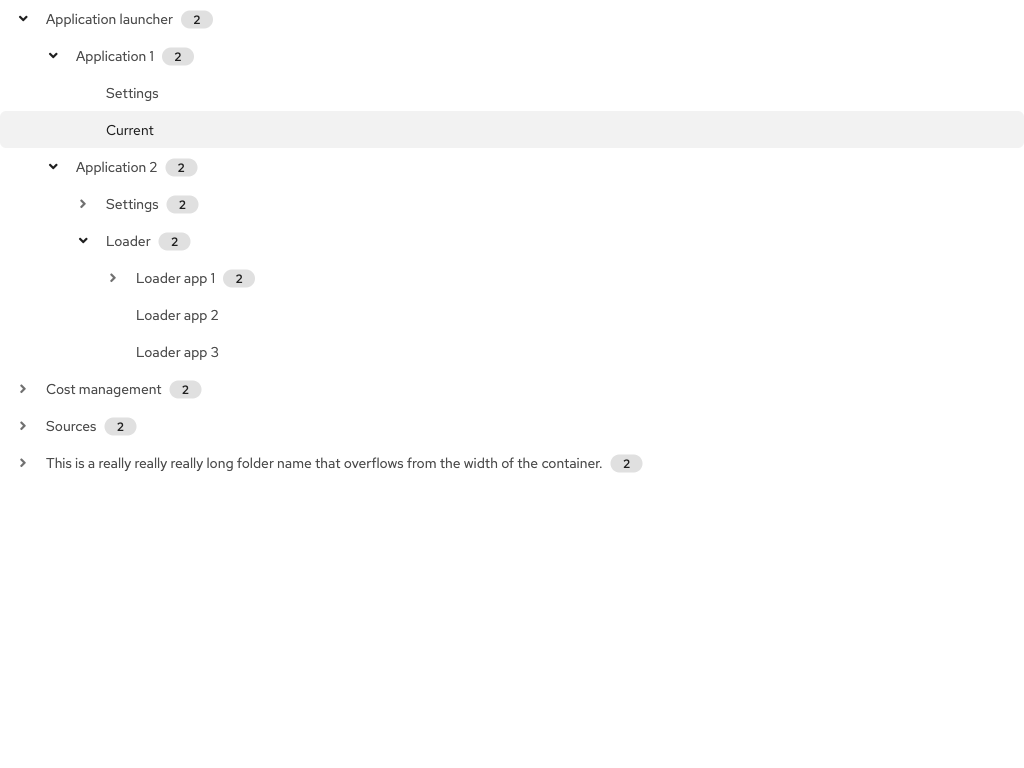 Application launcher 2
Application 1 2
Settings
Current
Application 2 2
Settings 2
Loader 2
Loader app 1 2
Loader app 2
Loader app 3
Cost management 2
Sources 2
This is a really really really long folder name that overflows from the width of the container. 2